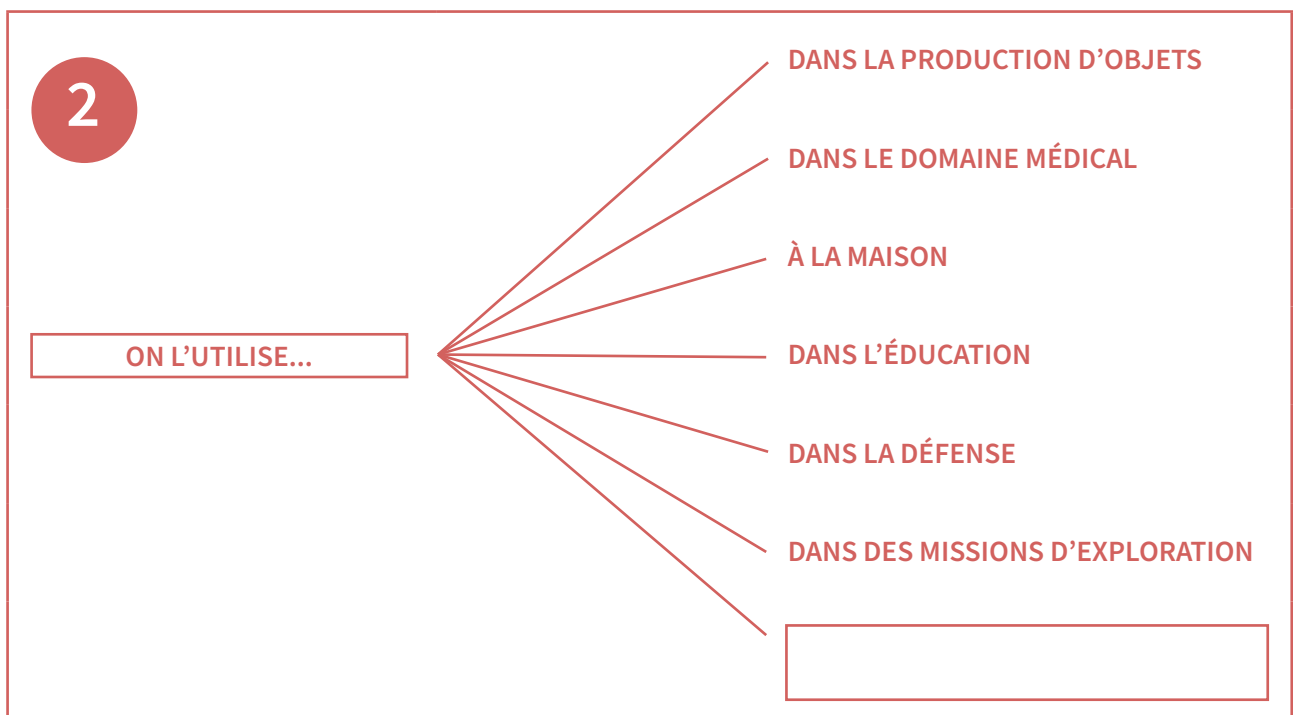 2
ON L’UTILISE...
DANS LA PRODUCTION D’OBJETS
DANS LE DOMAINE MÉDICAL
À LA MAISON
DANS L’ÉDUCATION
DANS LA DÉFENSE
DANS DES MISSIONS D’EXPLORATION